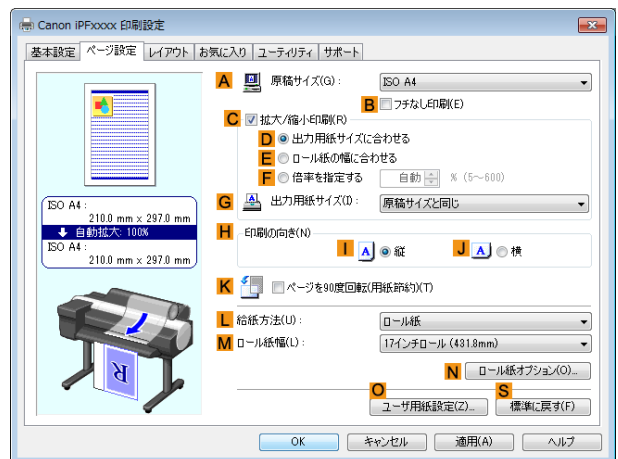 Canon iPFxxxx 印刷設定
基本設定 ページ設定 レイアウト お気に入り ユーティリティ サポート
A 原稿サイズ(G): ISO A4
B フチなし印刷(E)
C 拡大/縮小印刷(R)
D 出力用紙サイズに合わせる
E ロール紙の幅に合わせる
F 倍率を指定する 自動 % (5~600)
G 出力用紙サイズ(I): 原稿サイズと同じ
H 印刷の向き(N)
I A 縦 J A 横
K ページを90度回転(用紙節約)(T)
L 給紙方法(U): ロール紙
M ロール紙幅(L): 17インチロール (431.8mm)
N ロール紙オプション(O)...
O S
ユーザ用紙設定(Z)... 標準に戻す(F)
ISO A4:
210.0 mm x 297.0 mm
自動拡大: 100%
ISO A4:
210.0 mm x 297.0 mm
R
OK キャンセル 適用(A) ヘルプ